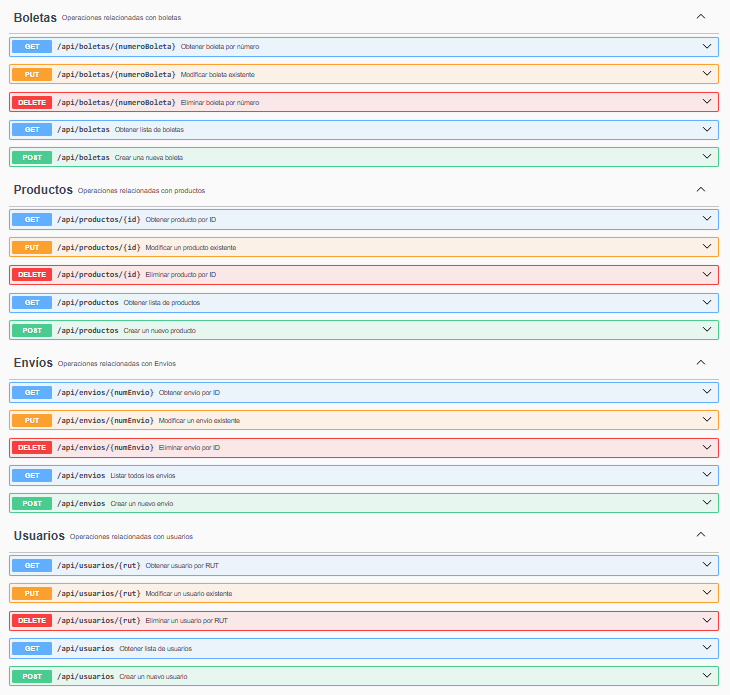 Boletas Operaciones relacionadas con boletas
GET /api/boletas/{numeroBoleta} Obtener boleta por número
PUT /api/boletas/{numeroBoleta} Modificar boleta existente
DELETE /api/boletas/{numeroBoleta} Eliminar boleta por número
GET /api/boletas Obtener lista de boletas
POST /api/boletas Crear una nueva boleta
Productos Operaciones relacionadas con productos
GET /api/productos/{id} Obtener producto por ID
PUT /api/productos/{id} Modificar un producto existente
DELETE /api/productos/{id} Eliminar producto por ID
GET /api/productos Obtener lista de productos
POST /api/productos Crear un nuevo producto
Envíos Operaciones relacionadas con Envíos
GET /api/envios/{numEnvio} Obtener envío por ID
PUT /api/envios/{numEnvio} Modificar un envío existente
DELETE /api/envios/{numEnvio} Eliminar envío por ID
GET /api/envios Listar todos los envíos
POST /api/envios Crear un nuevo envío
Usuarios Operaciones relacionadas con usuarios
GET /api/usuarios/{rut} Obtener usuario por RUT
PUT /api/usuarios/{rut} Modificar un usuario existente
DELETE /api/usuarios/{rut} Eliminar un usuario por RUT
GET /api/usuarios Obtener lista de usuarios
POST /api/usuarios Crear un nuevo usuario